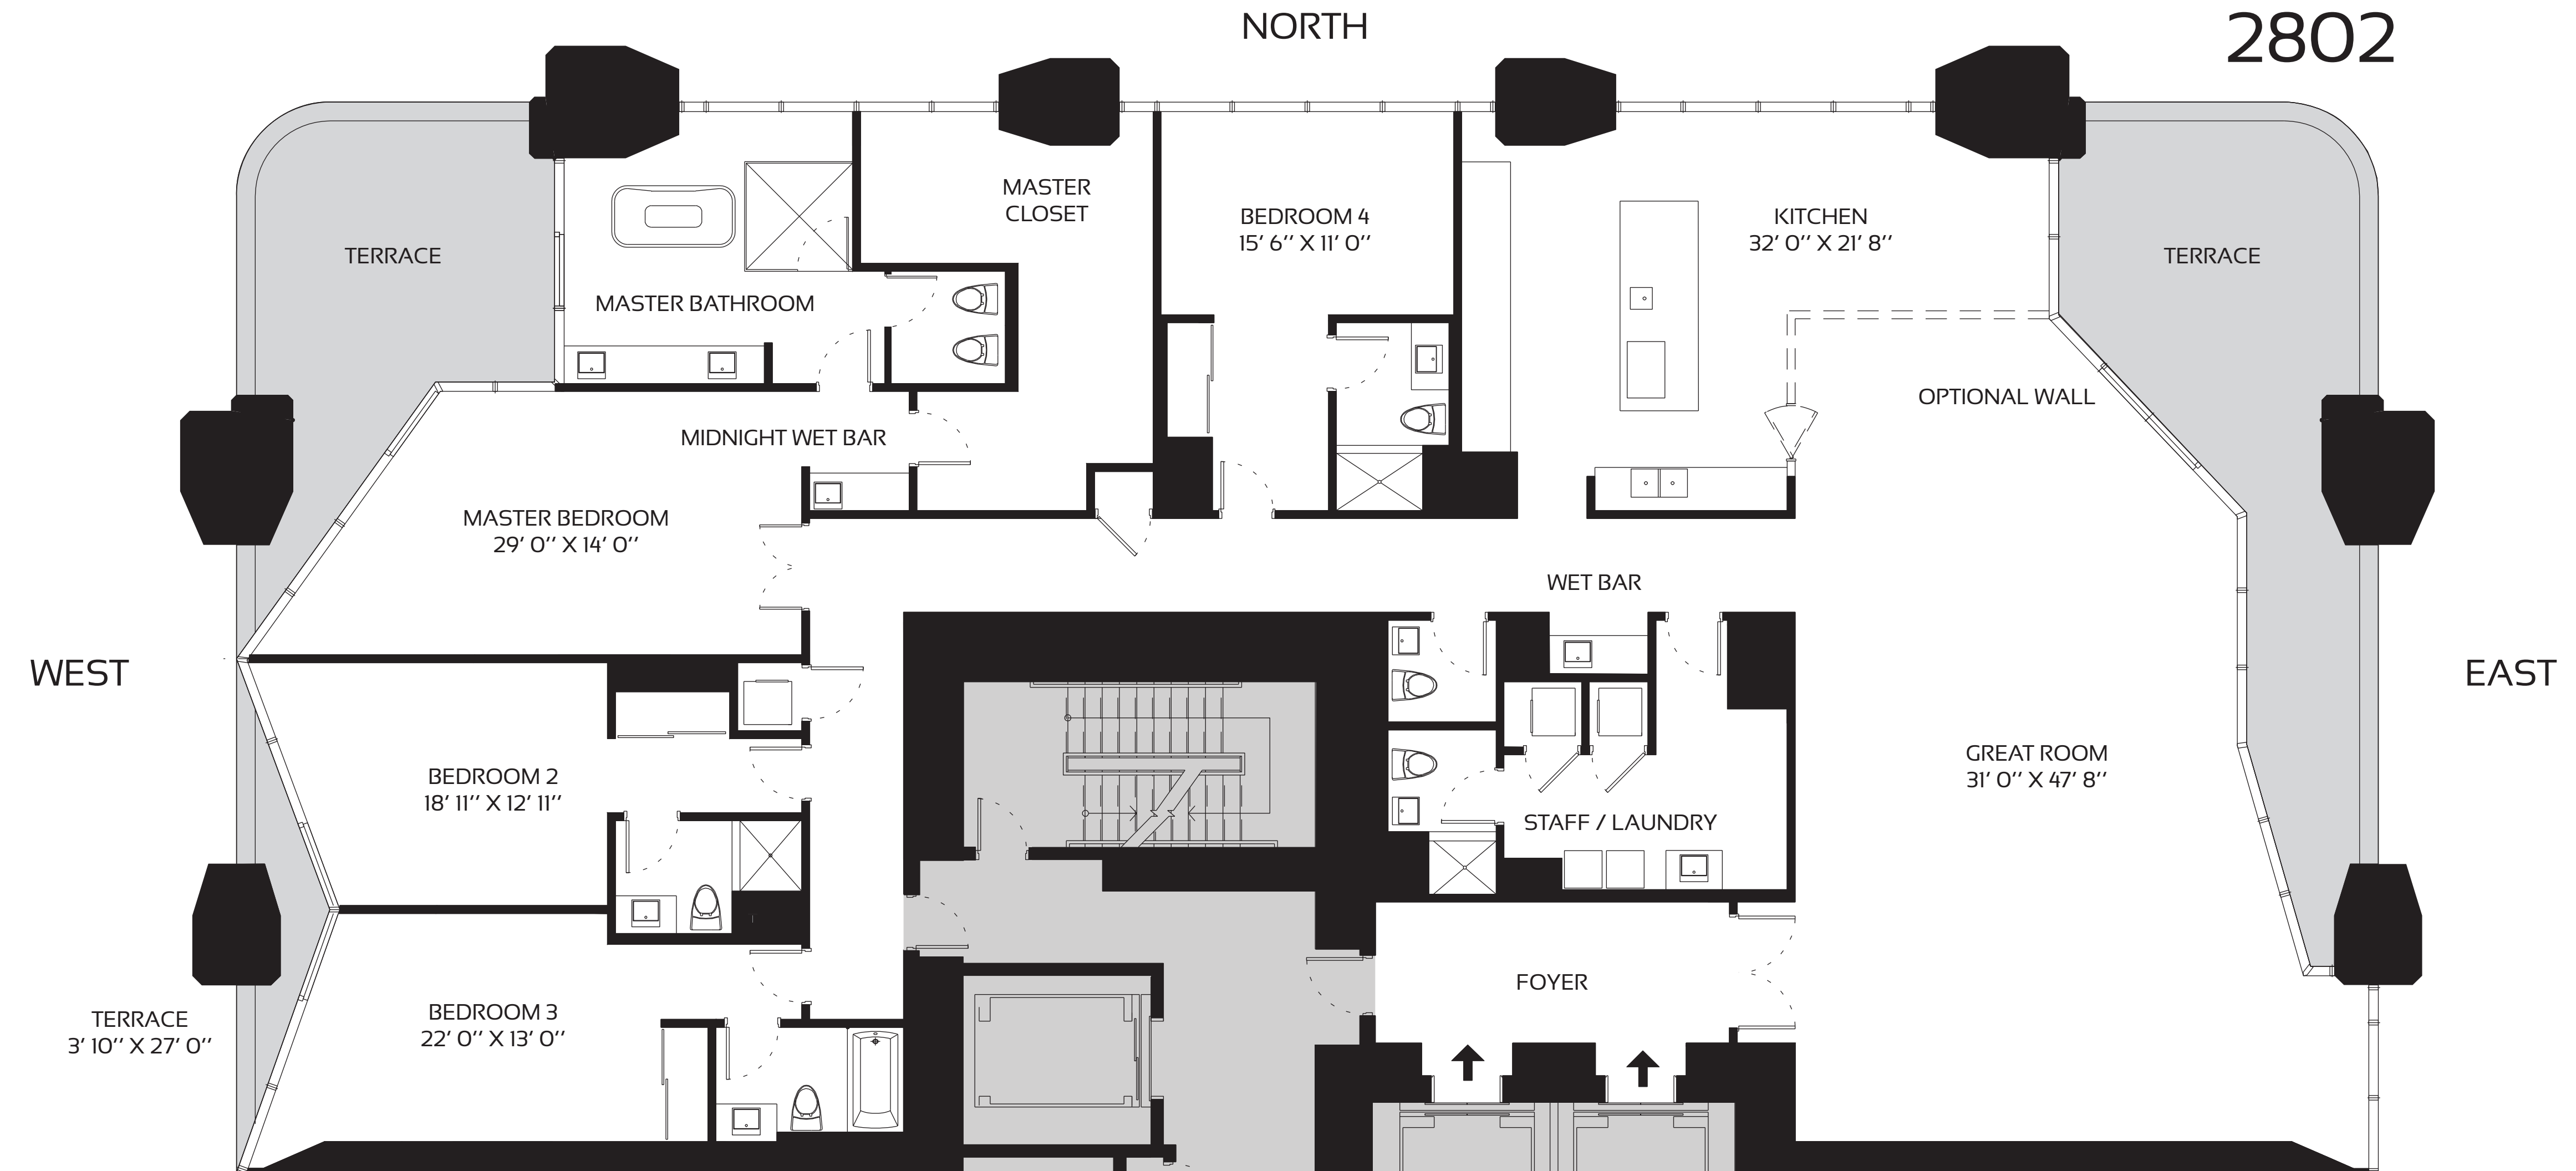 NORTH
2802
MASTER
CLOSET
BEDROOM 4
15' 6'' X 11' 0''
KITCHEN
32' 0'' X 21' 8''
TERRACE
TERRACE
MASTER BATHROOM
OPTIONAL WALL
MIDNIGHT WET BAR
MASTER BEDROOM
29' 0'' X 14' 0''
WET BAR
WEST
EAST
BEDROOM 2
18' 11'' X 12' 11''
GREAT ROOM
31' 0'' X 47' 8''
STAFF / LAUNDRY
FOYER
TERRACE
3' 10'' X 27' 0''
BEDROOM 3
22' 0'' X 13' 0''